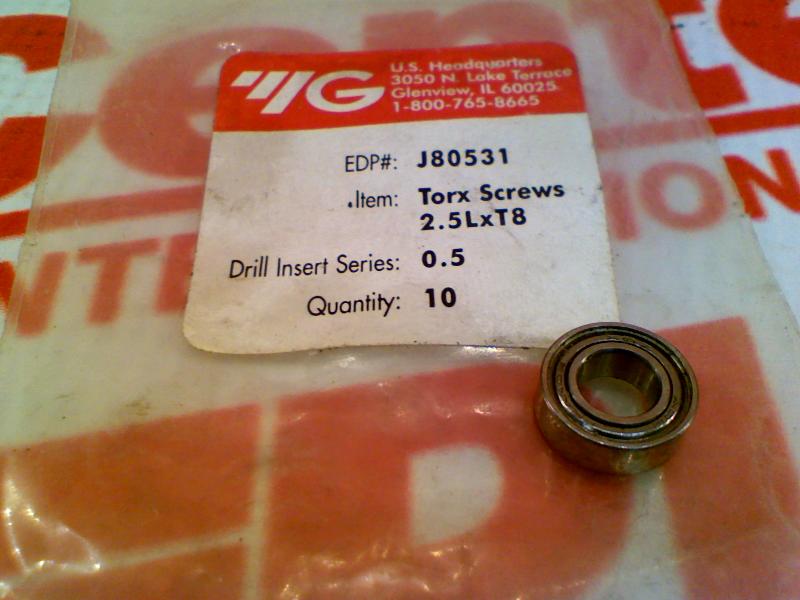 YG
U.S. Headquarters
3050 N. Lake Terrace
Glenview, IL 60025
1-800-765-8665
EDP#: J80531
.Item: Torx Screws
2.5LxT8
Drill Insert Series: 0.5
Quantity: 10